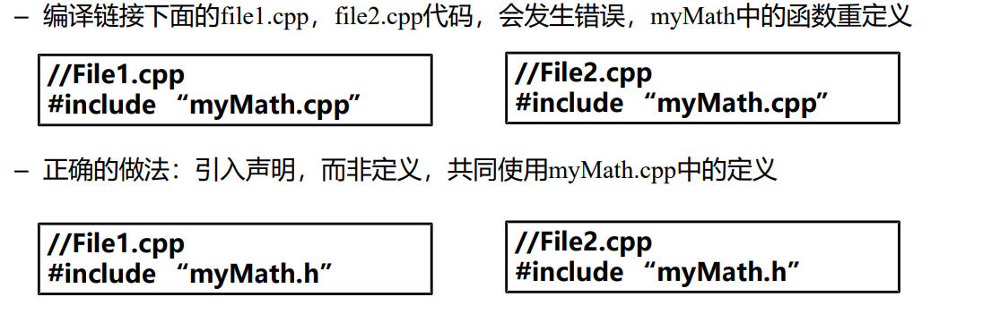 – 编译链接下面的file1.cpp，file2.cpp代码，会发生错误，myMath中的函数重定义
//File1.cpp
#include “myMath.cpp”
//File2.cpp
#include “myMath.cpp”
– 正确的做法：引入声明，而非定义，共同使用myMath.cpp中的定义
//File1.cpp
#include “myMath.h”
//File2.cpp
#include “myMath.h”